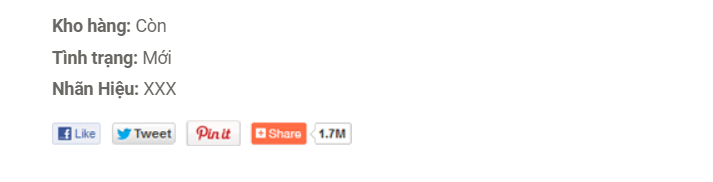 Kho hàng: Còn
Tình trạng: Mới
Nhãn Hiệu: XXX
Like Tweet Pin it Share 1.7M